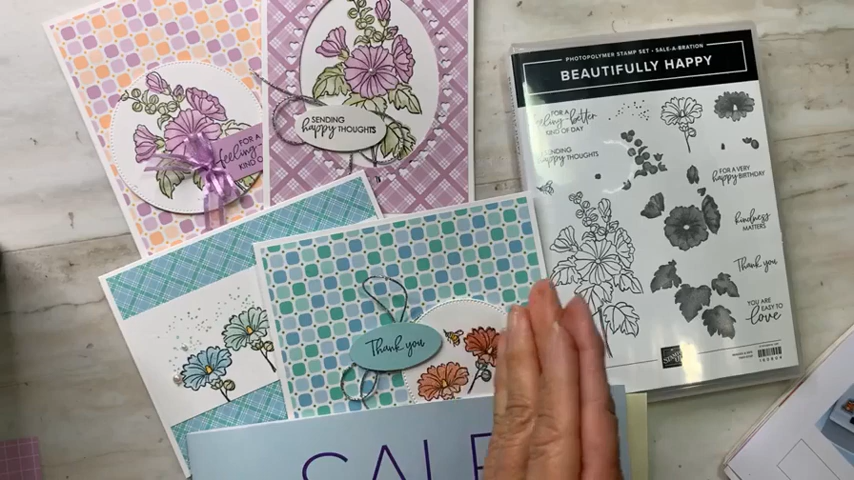 FOR A
feeling
KIND O
SENDING
happy THOUGHTS
Thank you
SALE
PHOTOPOLYMER STAMP SET • SALE-A-BRATION
BEAUTIFULLY HAPPY
FOR A
feeling-better
KIND OF DAY
SENDING
happy THOUGHTS
FOR A VERY
happy BIRTHDAY
kindness
MATTERS
Thank you
YOU ARE
EASY TO
love